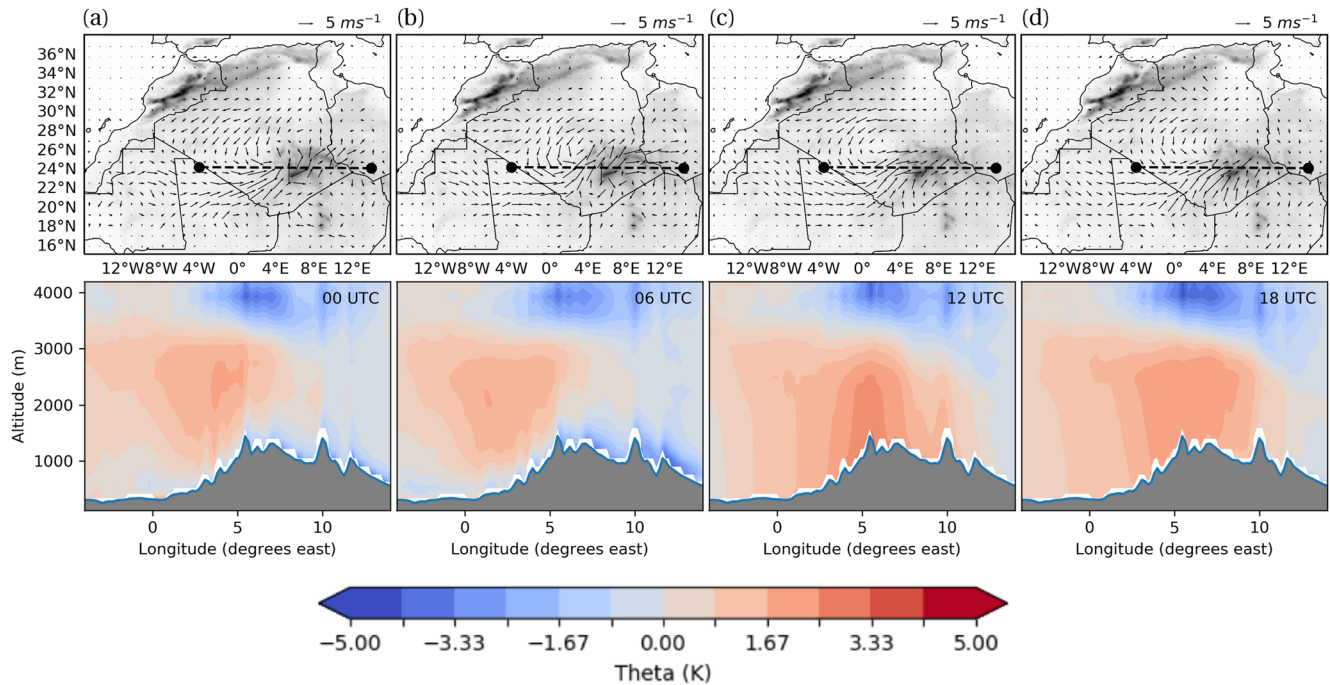 (a) → 5 ms⁻¹ (b) → 5 ms⁻¹ (c) → 5 ms⁻¹ (d) → 5 ms⁻¹
36°N
34°N
32°N
30°N
28°N
26°N
24°N
22°N
20°N
18°N
16°N
12°W8°W 4°W 0° 4°E 8°E 12°E 12°W8°W 4°W 0° 4°E 8°E 12°E 12°W8°W 4°W 0° 4°E 8°E 12°E 12°W8°W 4°W 0° 4°E 8°E 12°E
4000 00 UTC 06 UTC 12 UTC 18 UTC
3000
Altitude (m)
2000
1000
0 5 10 0 5 10 0 5 10 0 5 10
Longitude (degrees east) Longitude (degrees east) Longitude (degrees east) Longitude (degrees east)
−5.00 −3.33 −1.67 0.00 1.67 3.33 5.00
Theta (K)